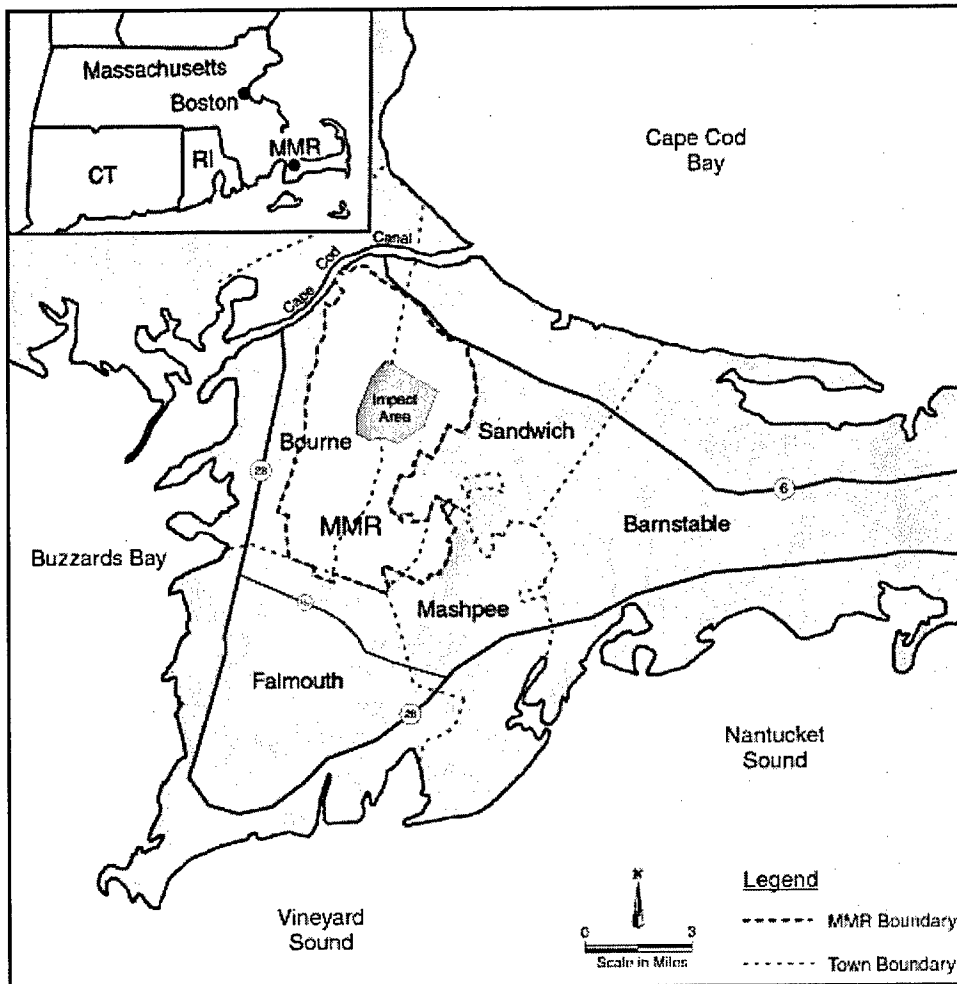 Massachusetts
Boston
MMR
CT
RI
Cape Cod
Bay
Cape Cod Canal
Impact
Area
Bourne
Sandwich
28
6
MMR
Barnstable
Buzzards Bay
Mashpee
Falmouth
28
Nantucket
Sound
Vineyard
Sound
N
0
3
Scale in Miles
Legend
MMR Boundary
Town Boundary